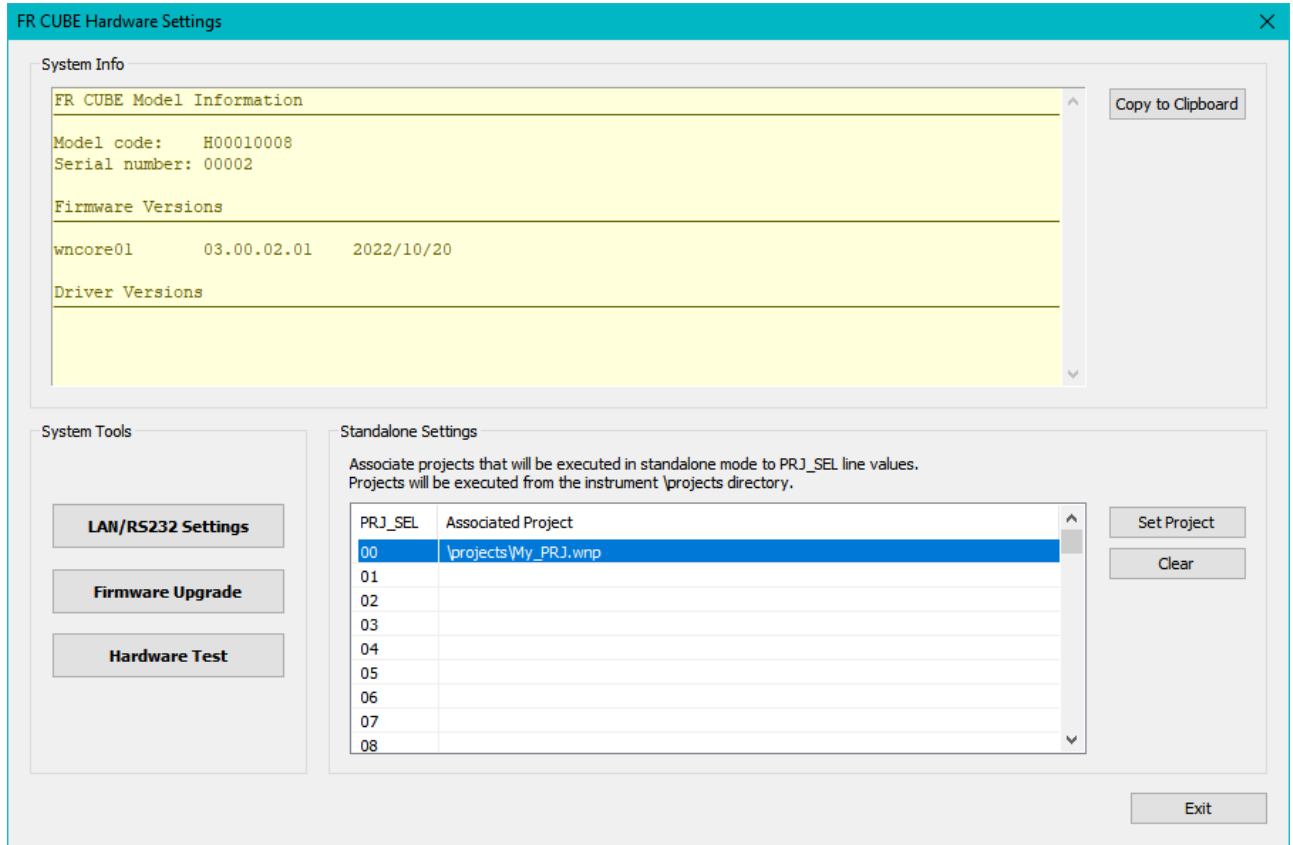 FR CUBE Hardware Settings
System Info
FR CUBE Model Information
Copy to Clipboard
Model code: H00010008
Serial number: 00002
Firmware Versions
wncore01 03.00.02.01 2022/10/20
Driver Versions
System Tools
LAN/RS232 Settings
Firmware Upgrade
Hardware Test
Standalone Settings
Associate projects that will be executed in standalone mode to PRJ_SEL line values.
Projects will be executed from the instrument \projects directory.
PRJ_SEL Associated Project
00 \projects\My_PRJ.wnp
01
02
03
04
05
06
07
08
Set Project
Clear
Exit